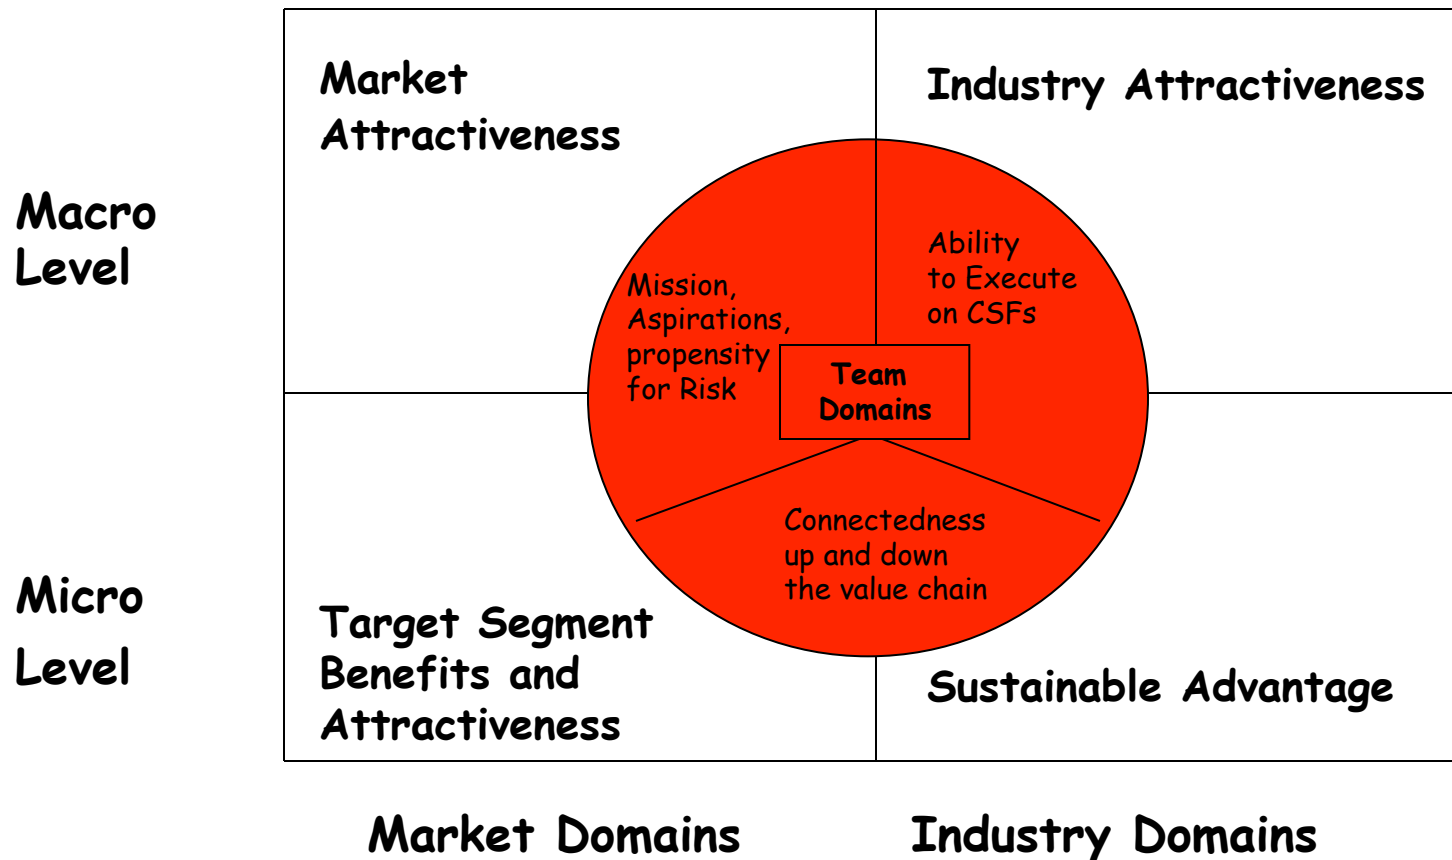 Market
Attractiveness
Industry Attractiveness
Macro
Level
Mission,
Aspirations,
propensity
for Risk
Ability
to Execute
on CSFs
Team
Domains
Connectedness
up and down
the value chain
Micro
Level
Target Segment
Benefits and
Attractiveness
Sustainable Advantage
Market Domains
Industry Domains